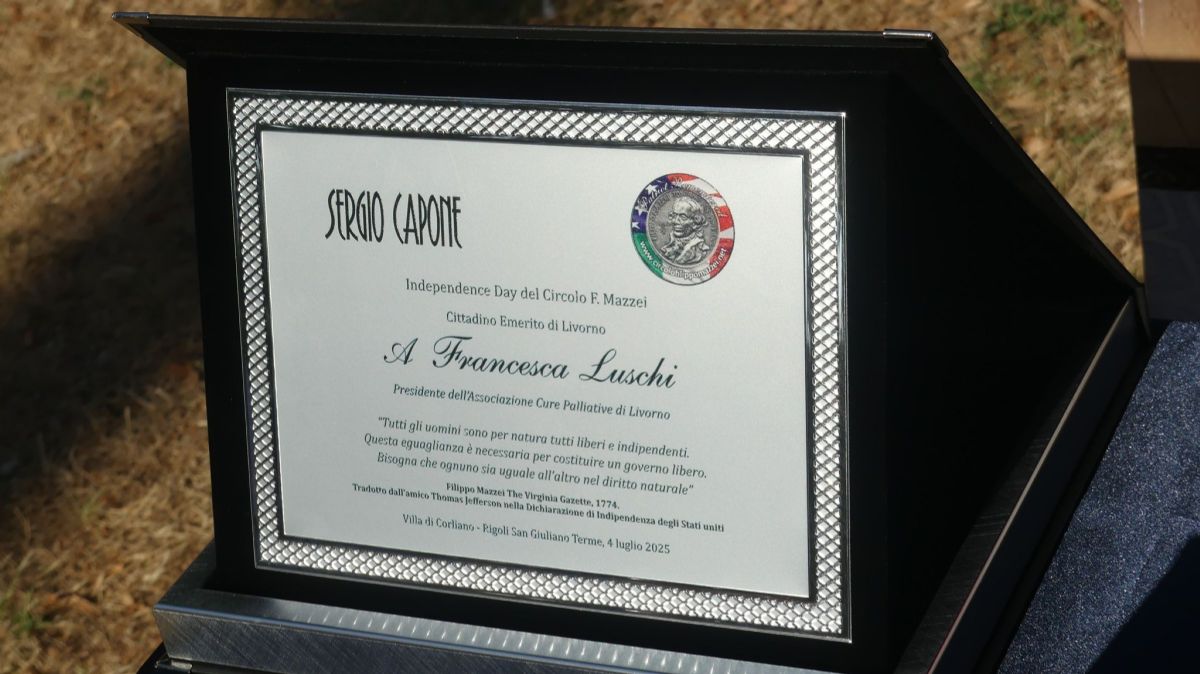 SERGIO CAPONE
www.circolofilippomazzei.net
Independence Day del Circolo F. Mazzei
Cittadino Emerito di Livorno
A Francesca Luschi
Presidente dell'Associazione Cure Palliative di Livorno
"Tutti gli uomini sono per natura tutti liberi e indipendenti.
Questa eguaglianza è necessaria per costituire un governo libero.
Bisogna che ognuno sia uguale all'altro nel diritto naturale"
Filippo Mazzei The Virginia Gazette, 1774.
Tradotto dall'amico Thomas Jefferson nella Dichiarazione di Indipendenza degli Stati uniti
Villa di Corliano - Rigoli San Giuliano Terme, 4 luglio 2025